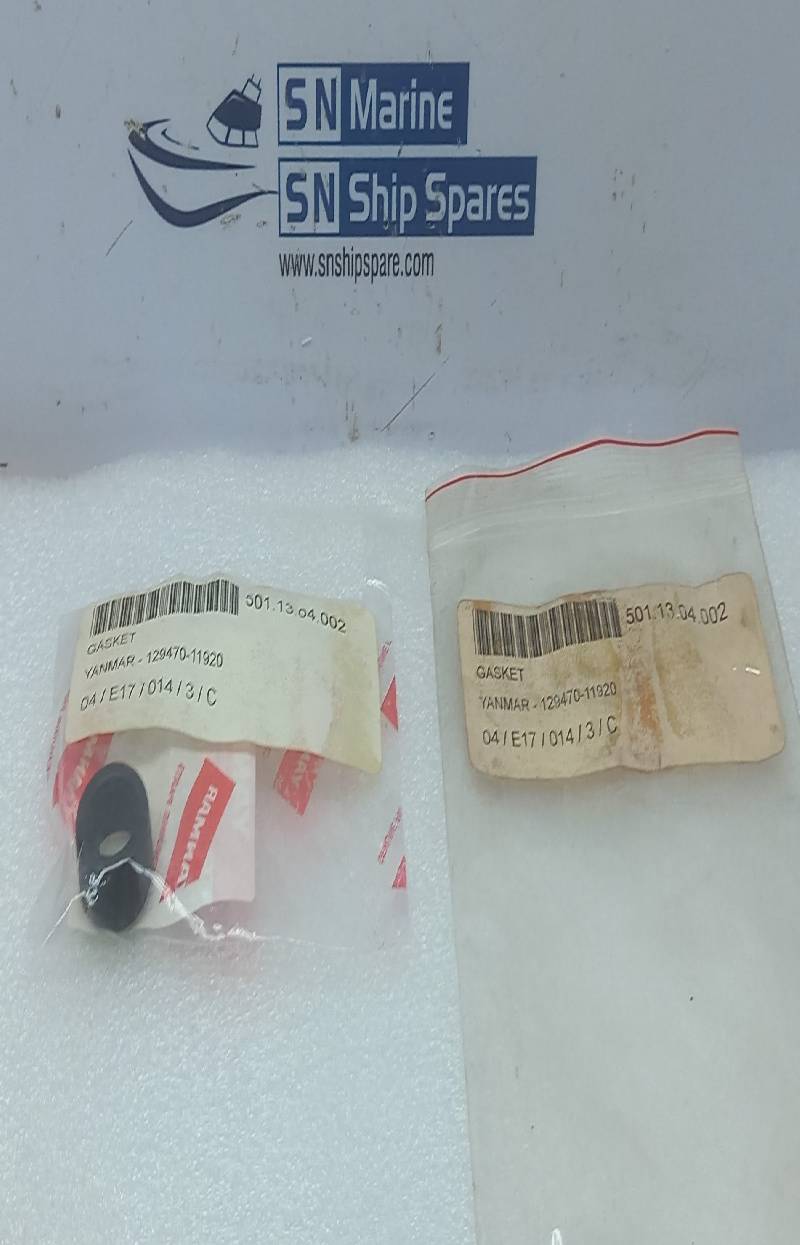 SN Marine
SN Ship Spares
www.snshipspare.com
501.13.04.002
GASKET
YANMAR - 129470-11920
04 / E17 / 014 / 3 / C
501.13.04.002
GASKET
YANMAR - 129470-11920
04 / E17 / 014 / 3 / C